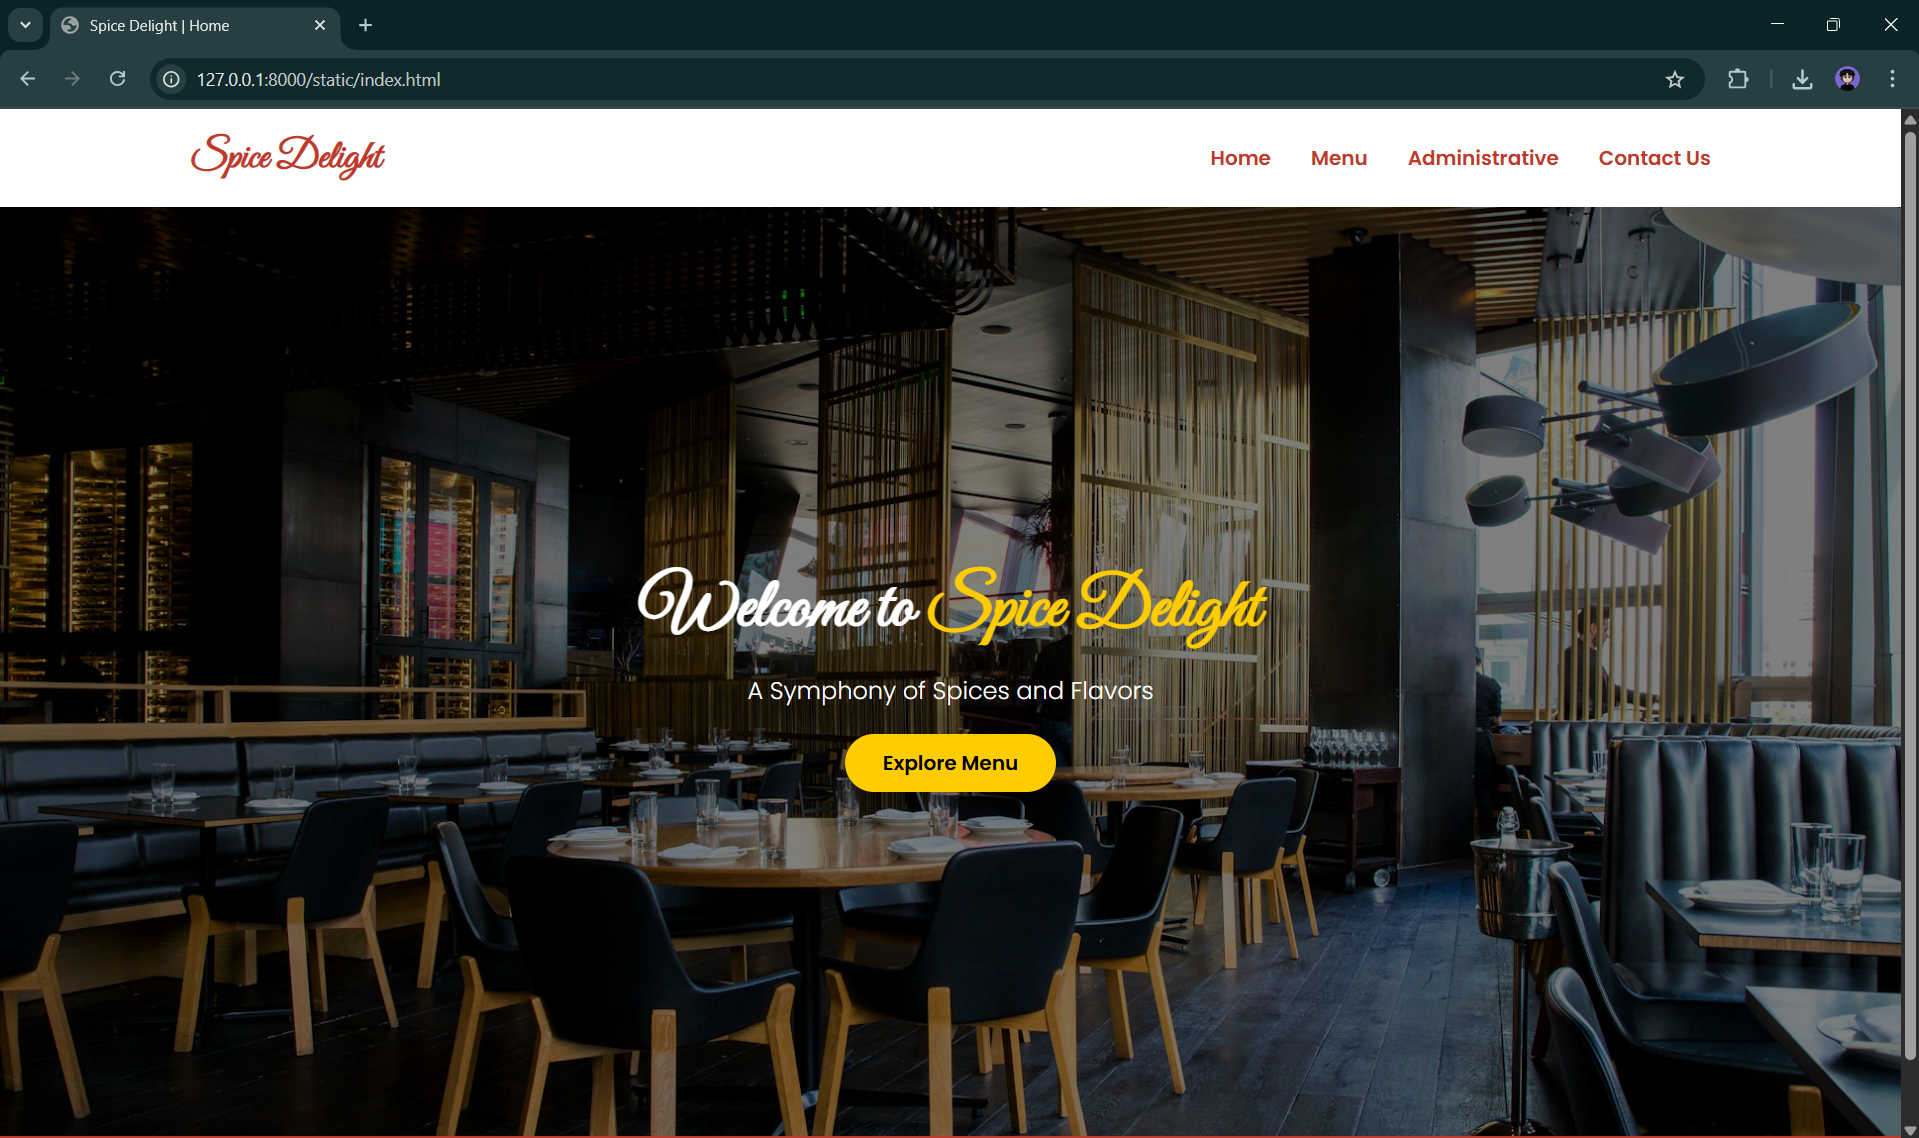 Spice Delight | Home
127.0.0.1:8000/static/index.html
Spice Delight
Home Menu Administrative Contact Us
Welcome to Spice Delight
A Symphony of Spices and Flavors
Explore Menu